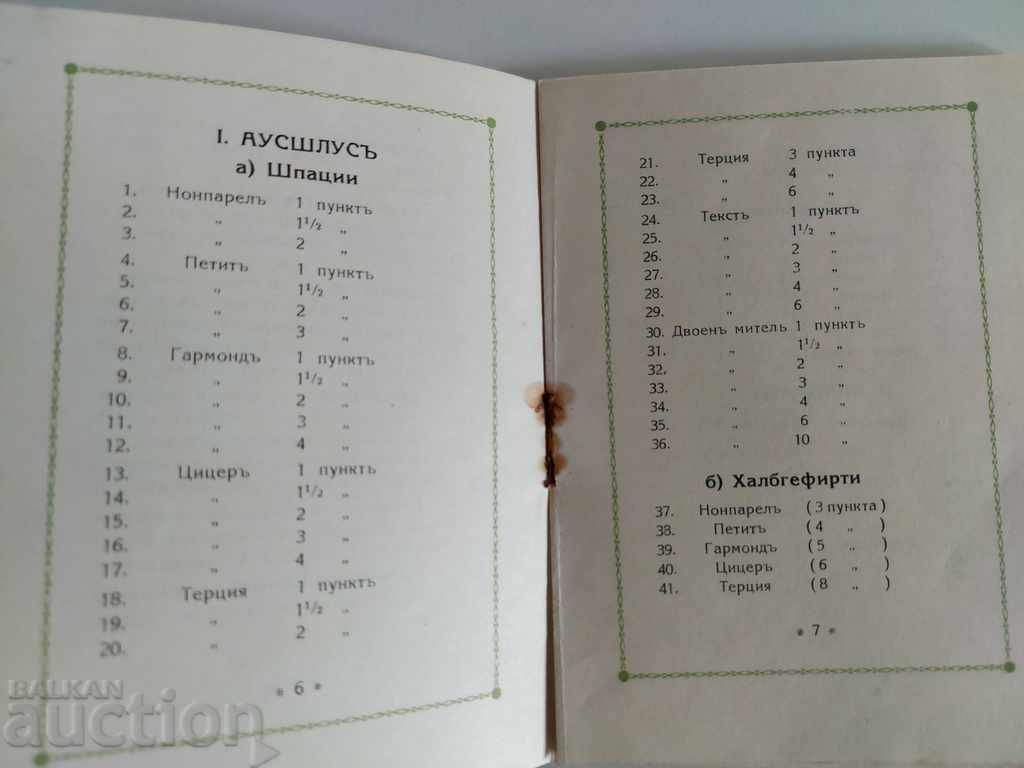 I. АУСШЛУСЪ
а) Шпации
1. Нонпарелъ 1 пунктъ
2. „ 1½ „
3. „ 2 „
4. Петитъ 1 пунктъ
5. „ 1½ „
6. „ 2 „
7. „ 3 „
8. Гармондъ 1 пунктъ
9. „ 1½ „
10. „ 2 „
11. „ 3 „
12. „ 4 „
13. Цицеръ 1 пунктъ
14. „ 1½ „
15. „ 2 „
16. „ 3 „
17. „ 4 „
18. Терция 1 пунктъ
19. „ 1½ „
20. „ 2 „
* 6 *
21. Терция 3 пункта
22. „ 4 „
23. „ 6 „
24. Текстъ 1 пунктъ
25. „ 1½ „
26. „ 2 „
27. „ 3 „
28. „ 4 „
29. „ 6 „
30. Двоенъ митель 1 пунктъ
31. „ 1½ „
32. „ 2 „
33. „ 3 „
34. „ 4 „
35. „ 6 „
36. „ 10 „
б) Халбгефирти
37. Нонпарелъ (3 пункта)
38. Петитъ (4 „ )
39. Гармондъ (5 „ )
40. Цицеръ (6 „ )
41. Терция (8 „ )
* 7 *
BALKAN
auction